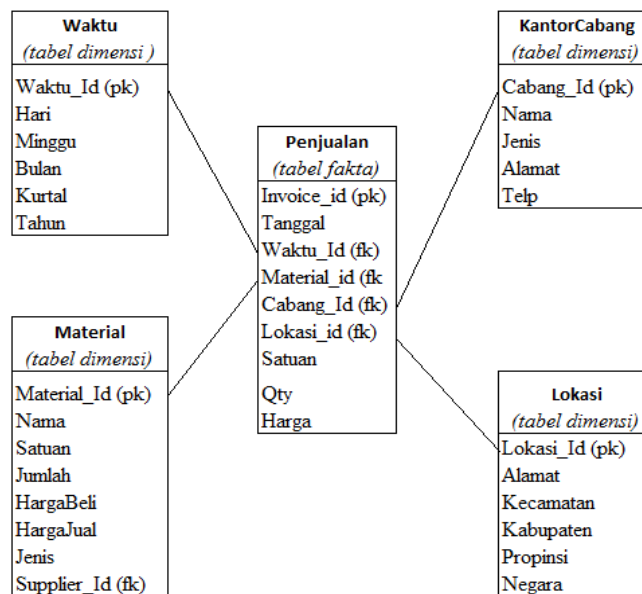 Waktu
(tabel dimensi )
Waktu_Id (pk)
Hari
Minggu
Bulan
Kurtal
Tahun
KantorCabang
(tabel dimensi)
Cabang_Id (pk)
Nama
Jenis
Alamat
Telp
Penjualan
(tabel fakta)
Invoice_id (pk)
Tanggal
Waktu_Id (fk)
Material_id (fk
Cabang_Id (fk)
Lokasi_id (fk)
Satuan
Qty
Harga
Material
(tabel dimensi)
Material_Id (pk)
Nama
Satuan
Jumlah
HargaBeli
HargaJual
Jenis
Supplier_Id (fk)
Lokasi
(tabel dimensi)
Lokasi_Id (pk)
Alamat
Kecamatan
Kabupaten
Propinsi
Negara